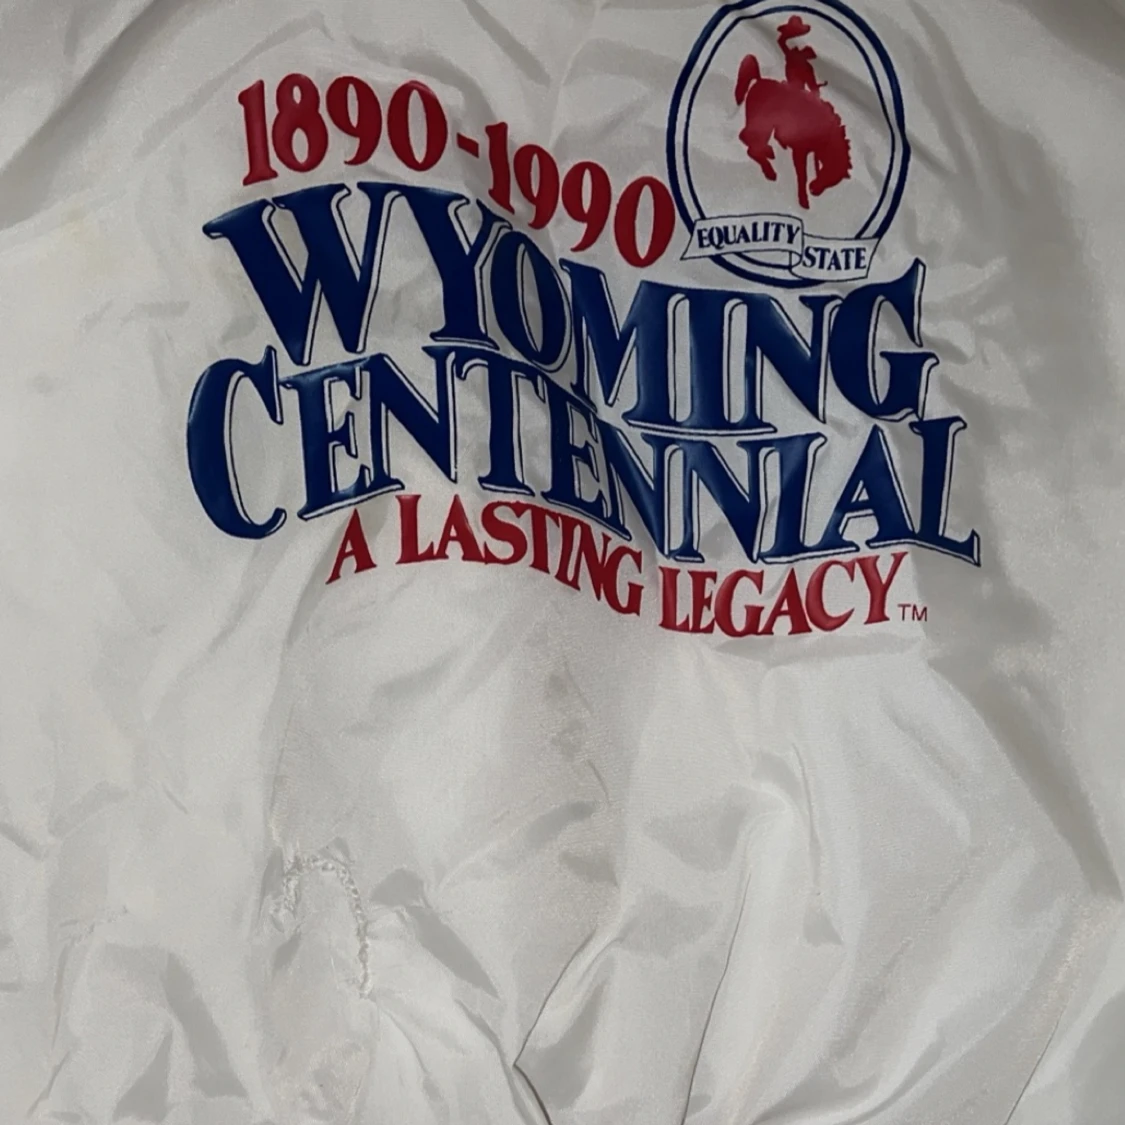 1890-1990
EQUALITY
STATE
WYOMING
CENTENNIAL
A LASTING LEGACY™